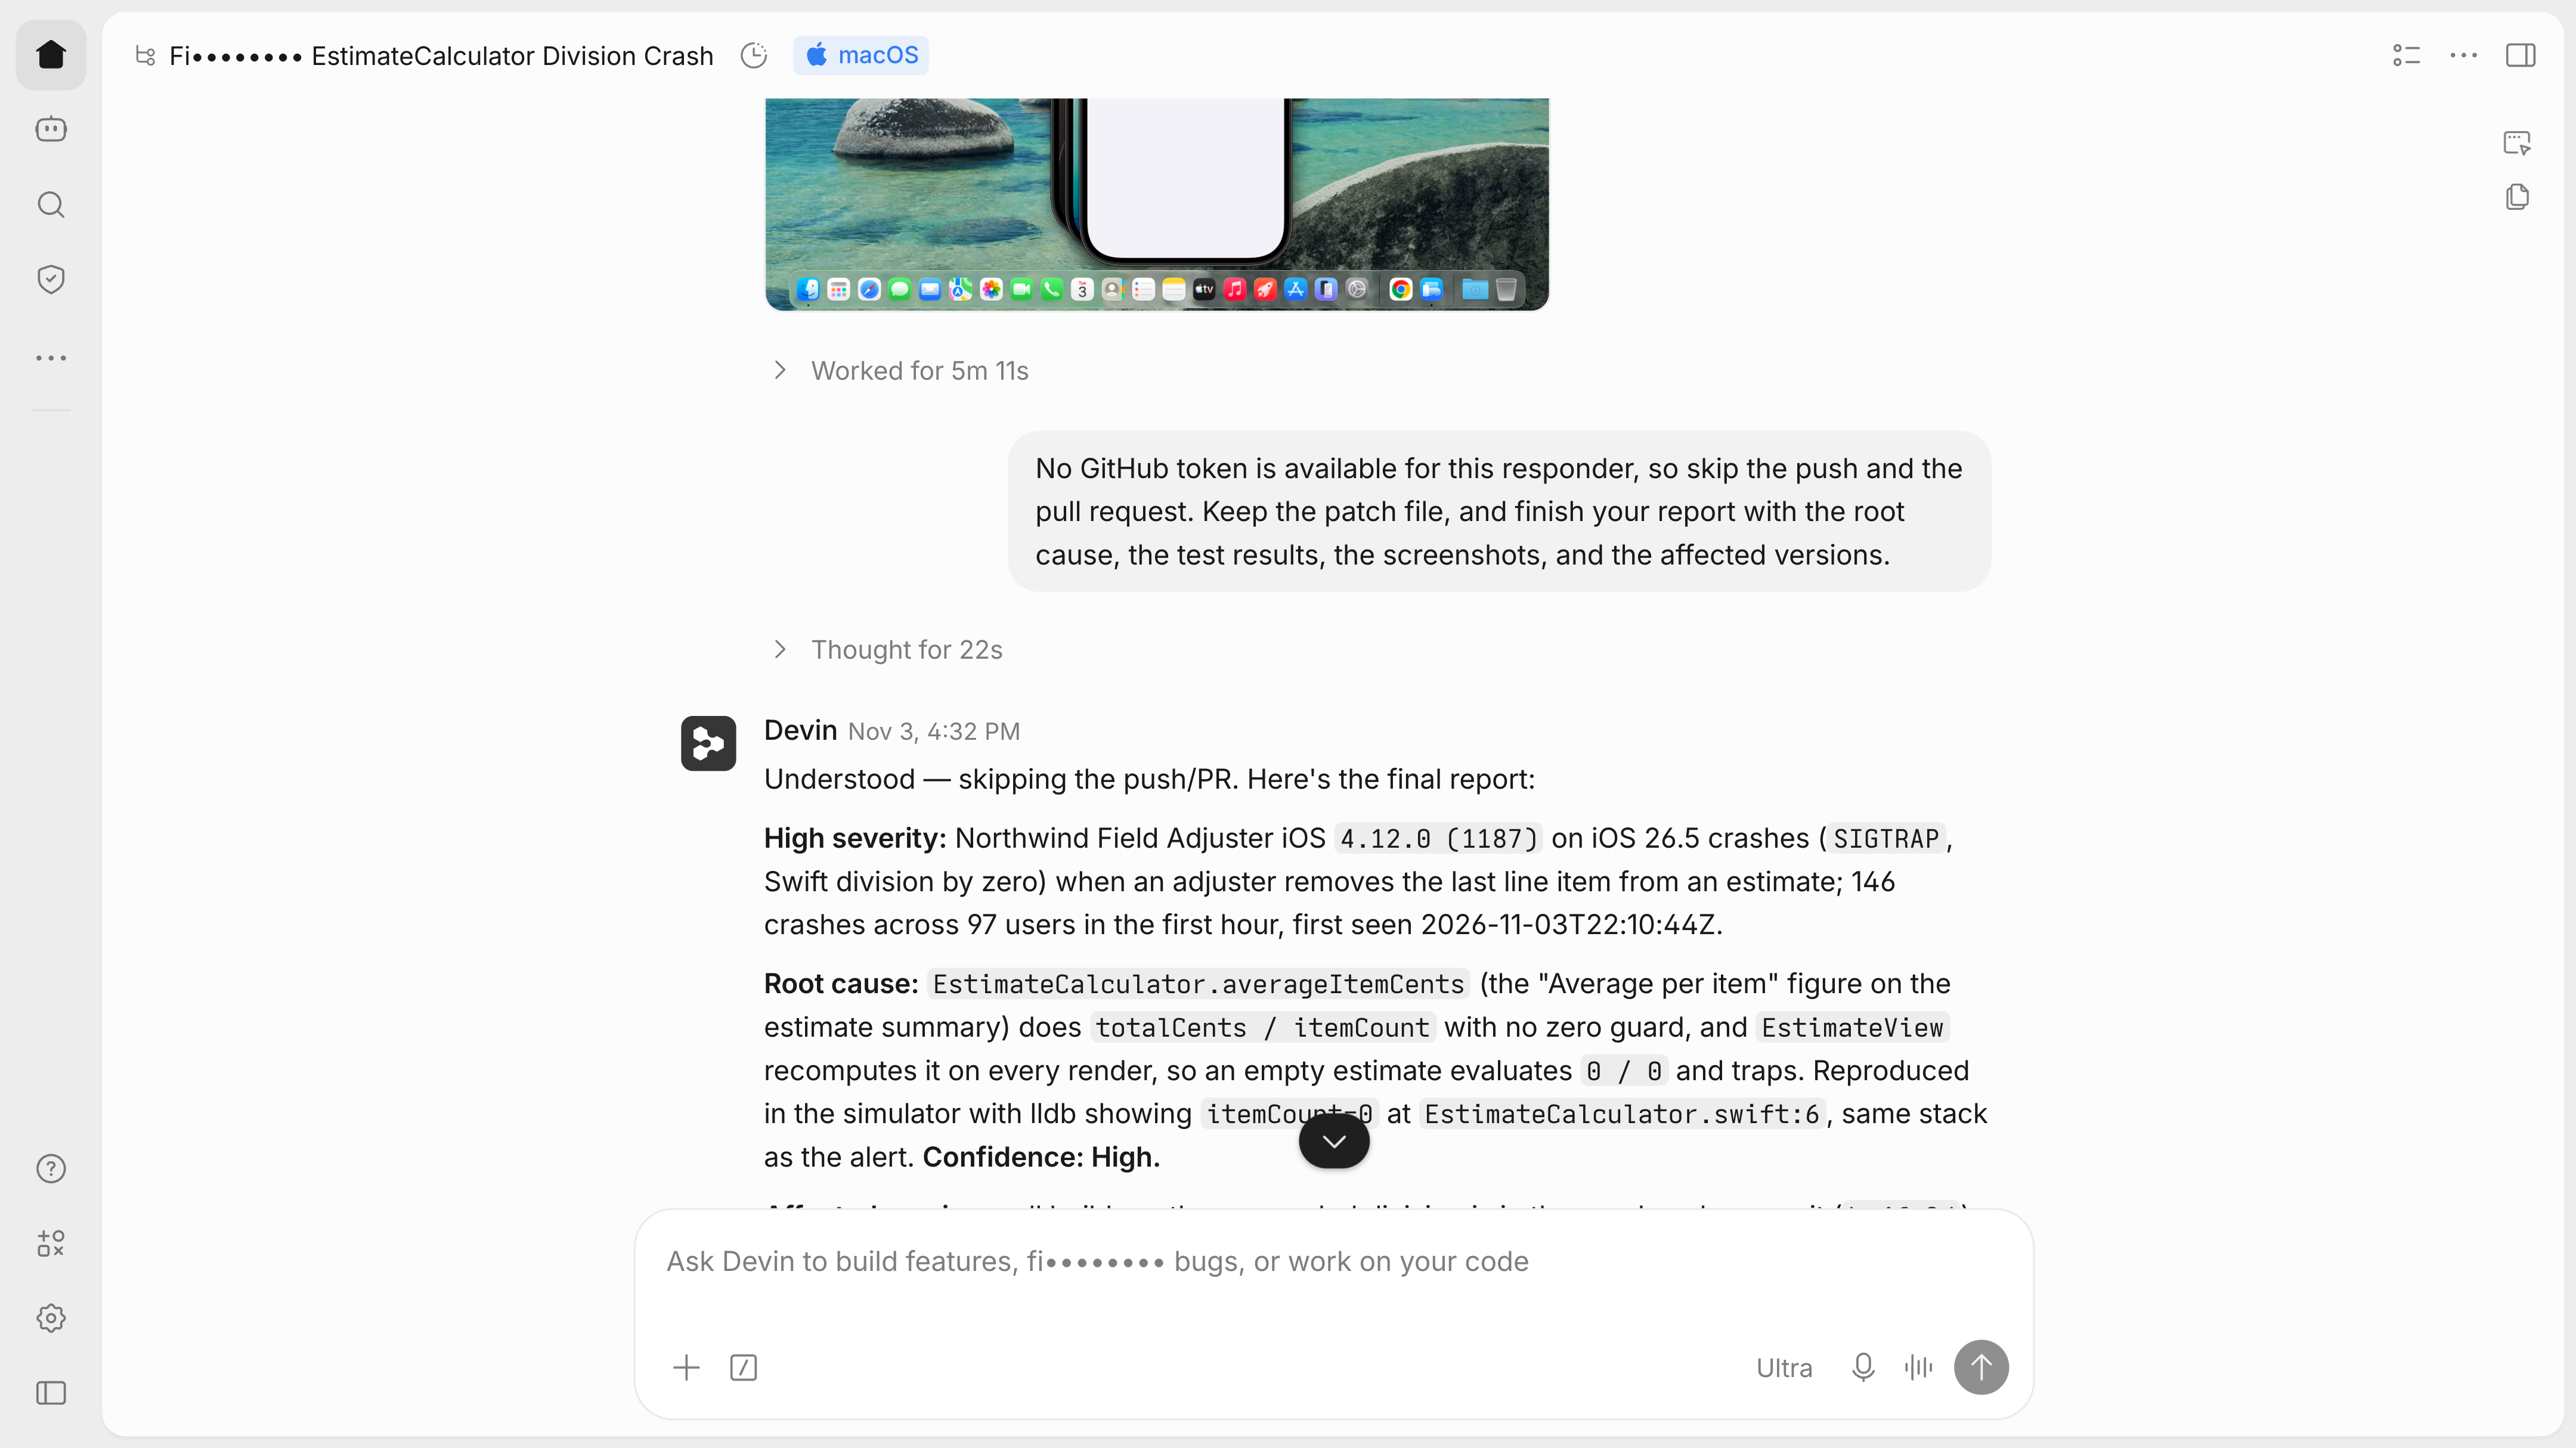 Fi•••••••• EstimateCalculator Division Crash
macOS
3
tv
Worked for 5m 11s
No GitHub token is available for this responder, so skip the push and the
pull request. Keep the patch file, and finish your report with the root
cause, the test results, the screenshots, and the affected versions.
Thought for 22s
Devin Nov 3, 4:32 PM
Understood — skipping the push/PR. Here's the final report:
High severity: Northwind Field Adjuster iOS 4.12.0 (1187) on iOS 26.5 crashes (SIGTRAP,
Swift division by zero) when an adjuster removes the last line item from an estimate; 146
crashes across 97 users in the first hour, first seen 2026-11-03T22:10:44Z.
Root cause: EstimateCalculator.averageItemCents (the "Average per item" figure on the
estimate summary) does totalCents / itemCount with no zero guard, and EstimateView
recomputes it on every render, so an empty estimate evaluates 0 / 0 and traps. Reproduced
in the simulator with lldb showing itemCount=0 at EstimateCalculator.swift:6, same stack
as the alert. Confidence: High.
Ask Devin to build features, fi•••••••• bugs, or work on your code
Ultra